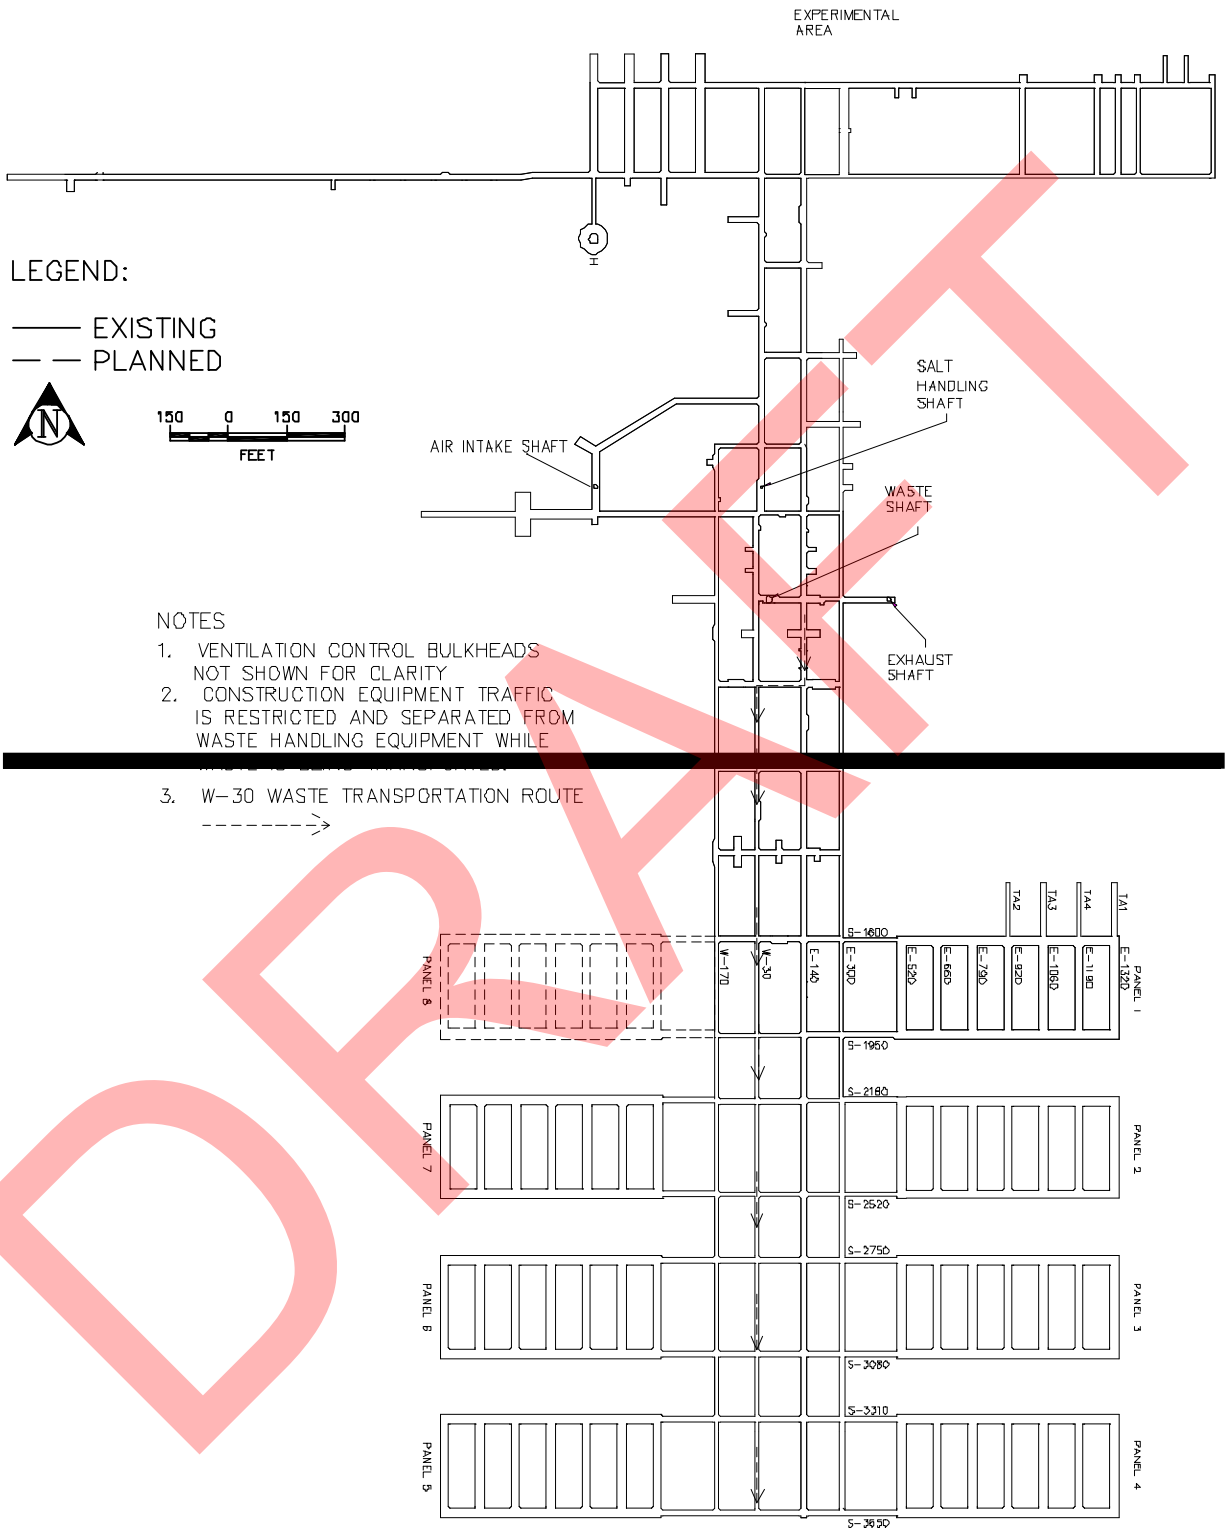 EXPERIMENTAL
AREA
LEGEND:
EXISTING
PLANNED
N
150 0 150 300
FEET
AIR INTAKE SHAFT
SALT
HANDLING
SHAFT
WASTE
SHAFT
EXHAUST
SHAFT
NOTES
1. VENTILATION CONTROL BULKHEADS
NOT SHOWN FOR CLARITY
2. CONSTRUCTION EQUIPMENT TRAFFIC
IS RESTRICTED AND SEPARATED FROM
WASTE HANDLING EQUIPMENT WHILE
WASTE IS BEING TRANSPORTED.
3. W-30 WASTE TRANSPORTATION ROUTE
DRAFT
TA2
TA3
TA4
TA1
S-1600
PANEL 8
W-170
W-30
E-140
E-300
E-520
E-660
E-790
E-920
E-1060
E-1190
E-1320
PANEL 1
S-1950
S-2180
PANEL 7
PANEL 2
S-2520
S-2750
PANEL 6
PANEL 3
S-3080
S-3310
PANEL 5
PANEL 4
S-3650